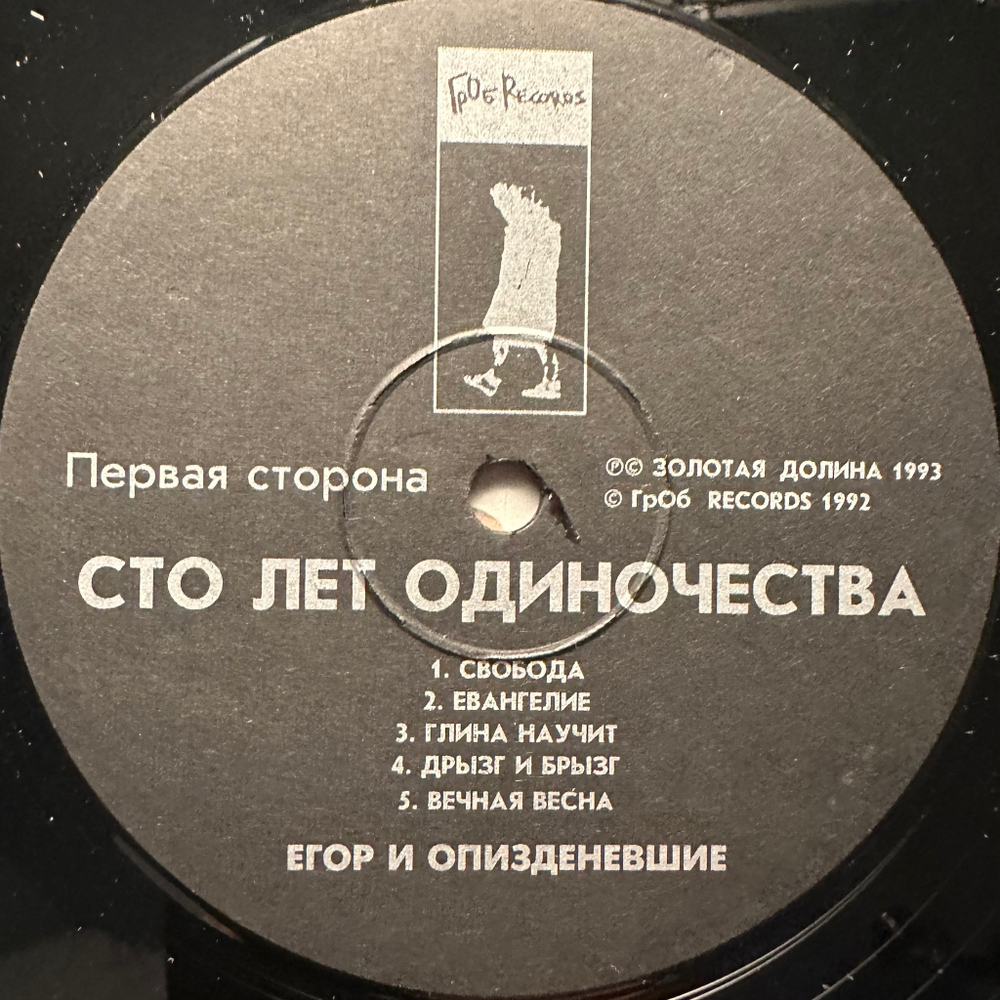 ГрОб Records
Первая сторона
℗© ЗОЛОТАЯ ДОЛИНА 1993
© ГрОб RECORDS 1992
СТО ЛЕТ ОДИНОЧЕСТВА
1. СВОБОДА
2. ЕВАНГЕЛИЕ
3. ГЛИНА НАУЧИТ
4. ДРЫЗГ И БРЫЗГ
5. ВЕЧНАЯ ВЕСНА
ЕГОР И ОПИЗДЕНЕВШИЕ